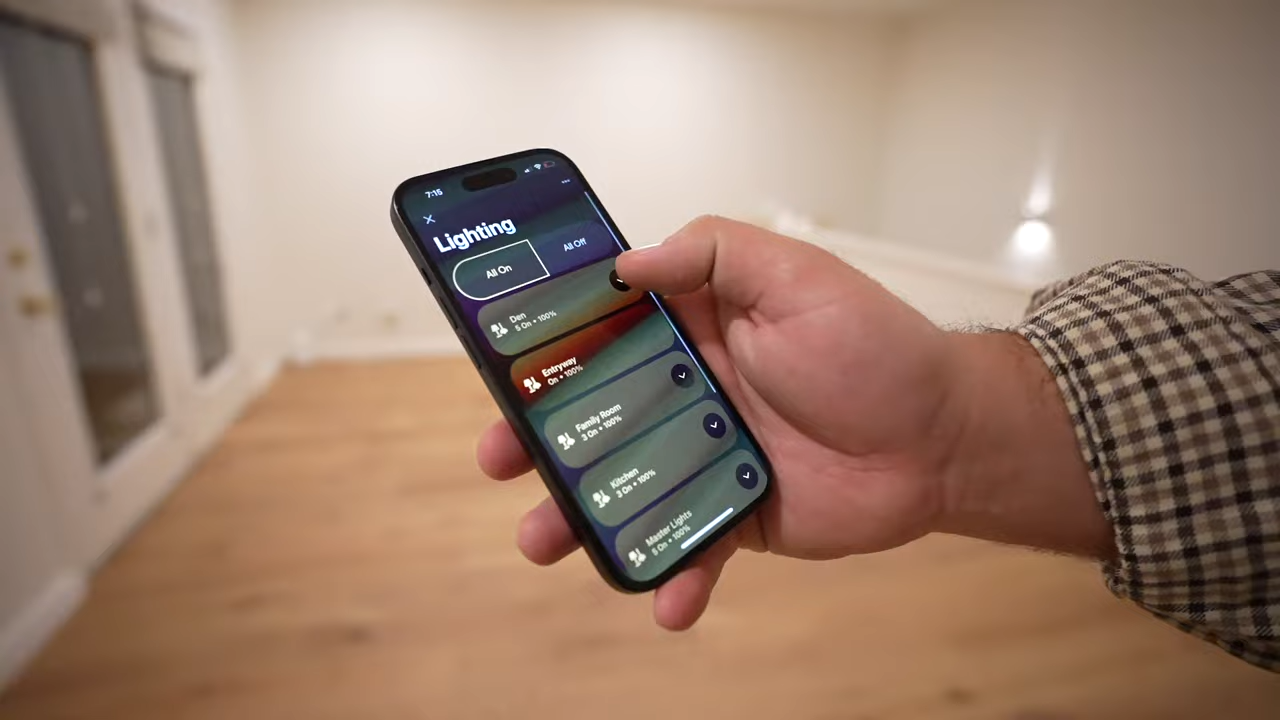 7:15
Lighting
All On
All Off
Den
5 On • 100%
Entryway
On • 100%
Family Room
3 On • 100%
Kitchen
3 On • 100%
Master Lights
5 On • 100%